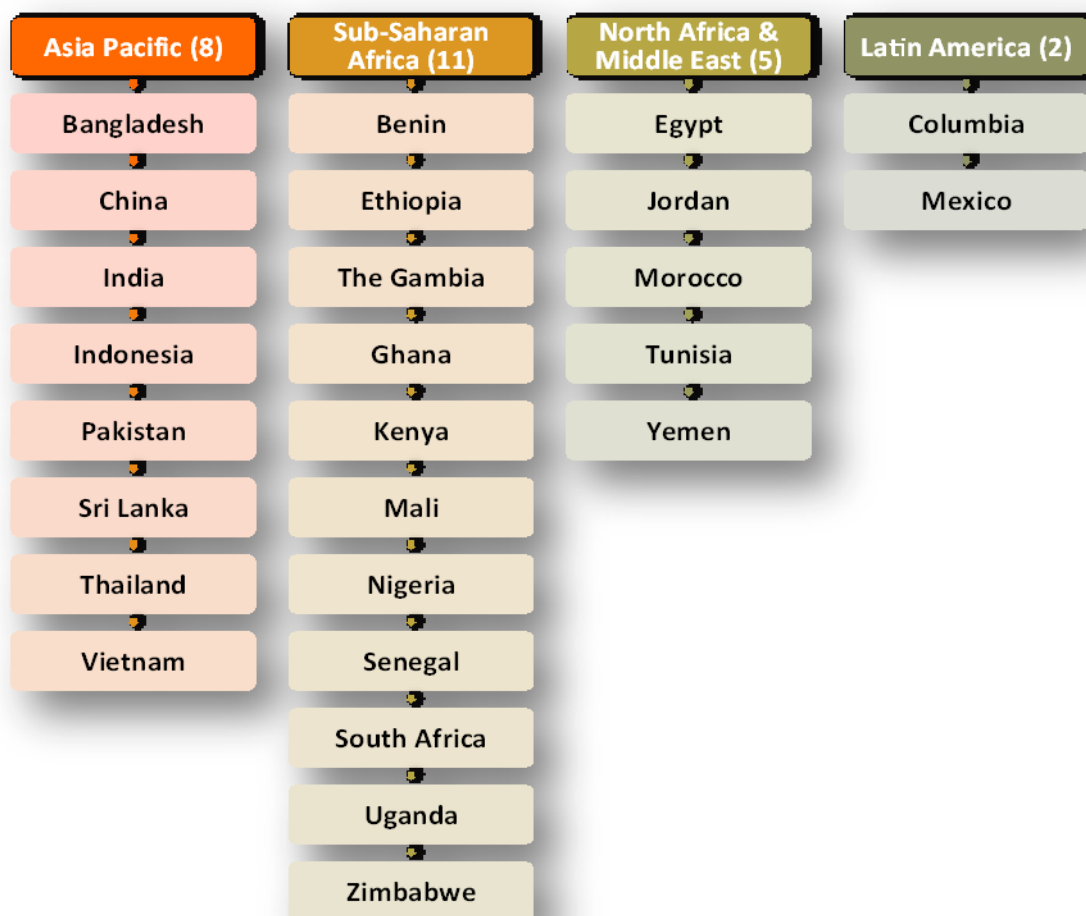 Asia Pacific (8)
Bangladesh
China
India
Indonesia
Pakistan
Sri Lanka
Thailand
Vietnam
Sub-Saharan
Africa (11)
Benin
Ethiopia
The Gambia
Ghana
Kenya
Mali
Nigeria
Senegal
South Africa
Uganda
Zimbabwe
North Africa &
Middle East (5)
Egypt
Jordan
Morocco
Tunisia
Yemen
Latin America (2)
Columbia
Mexico